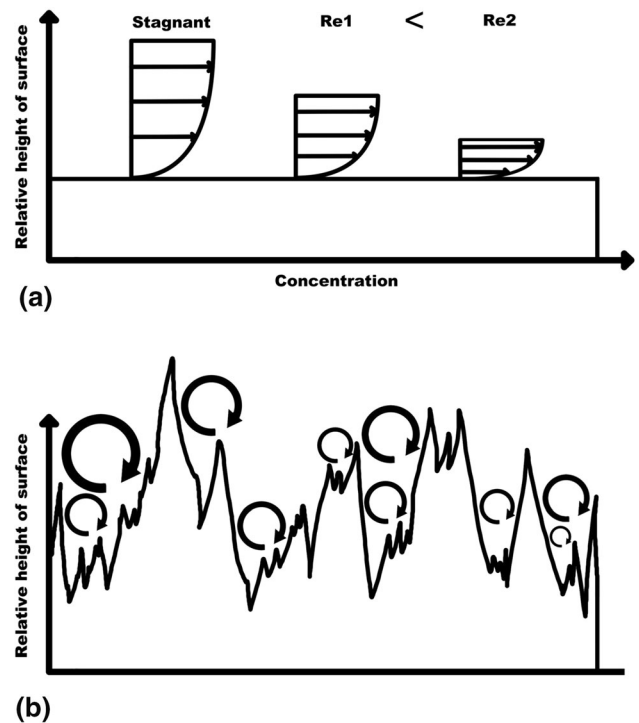 Stagnant Re1 < Re2
Relative height of surface
Concentration
(a)
Relative height of surface
(b)